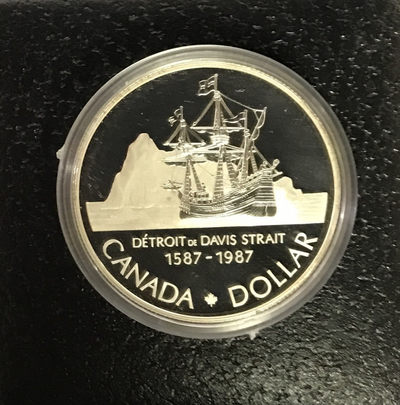 DÉTROIT DE DAVIS STRAIT
1587-1987
CANADA DOLLAR